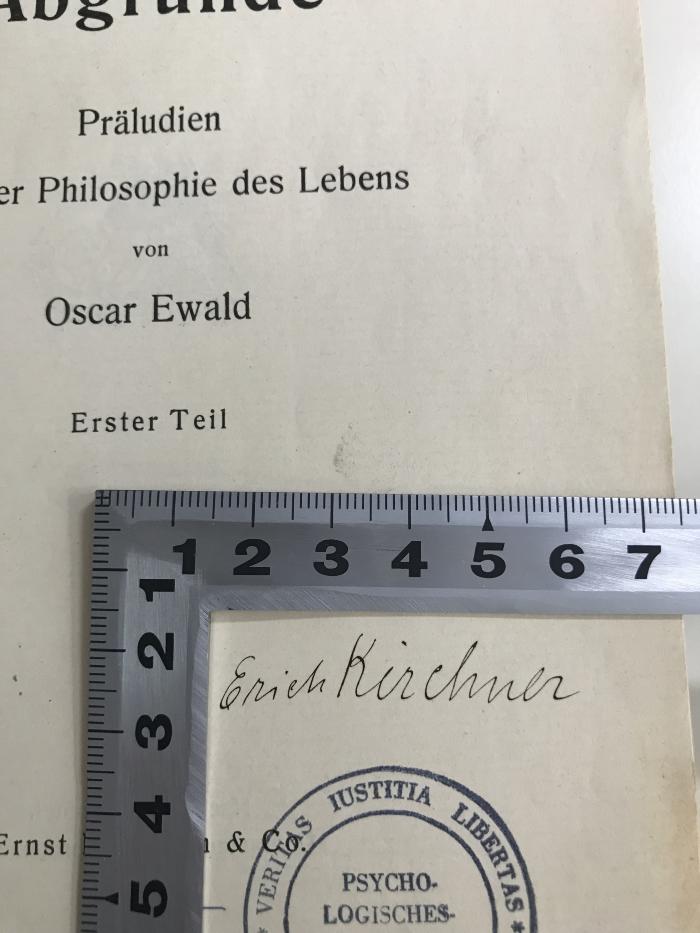 Abgründe
Präludien
er Philosophie des Lebens
von
Oscar Ewald
Erster Teil
1 2 3 4 5 6 7
1
2
3
4
5
Erich Kirchner
Ernst & Co.
* VERITAS IUSTITIA LIBERTAS *
PSYCHO-
LOGISCHES-